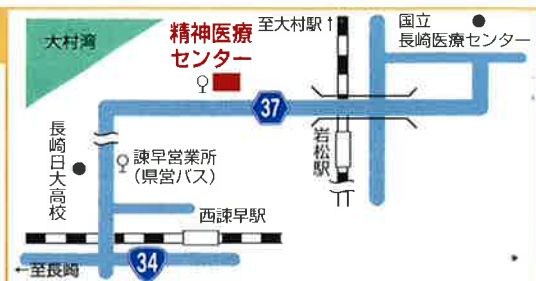 大村湾
精神医療
センター
至大村駅↑
国立
長崎医療センター
37
岩松駅
長崎日大高校
諫早営業所
(県営バス)
西諫早駅
34
←至長崎